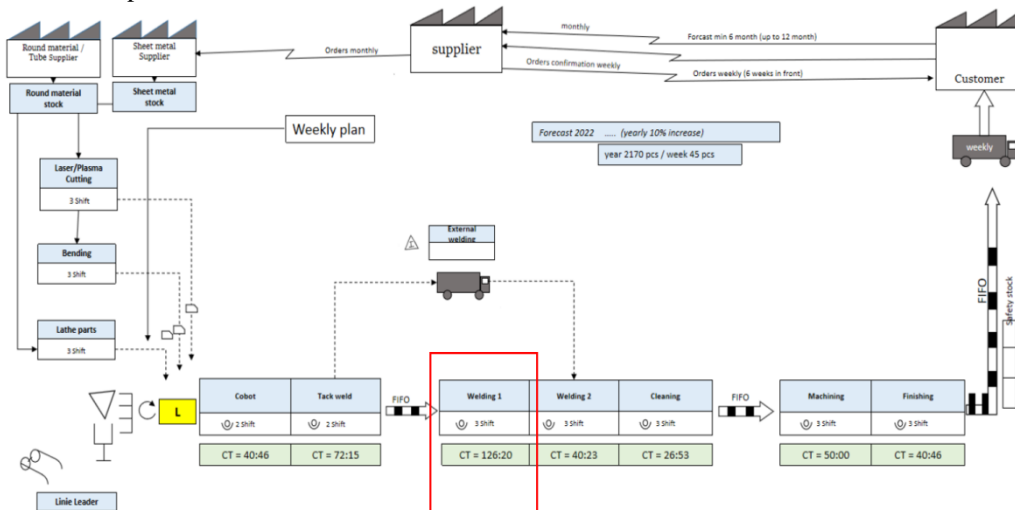 Round material /
Tube Supplier
Sheet metal
Supplier
Orders monthly
supplier
monthly
Forcast min 6 month (up to 12 month)
Orders confirmation weekly
Orders weekly (6 weeks in front)
Customer
Round material
stock
Sheet metal
stock
Weekly plan
Forecast 2022 ..... (yearly 10% increase)
year 2170 pcs / week 45 pcs
weekly
Laser/Plasma
Cutting
3 Shift
External
welding
Bending
3 Shift
FIFO
Safety stock
Lathe parts
3 Shift
L
Cobot
2 Shift
CT = 40:46
Tack weld
2 Shift
CT = 72:15
FIFO
Welding 1
3 Shift
CT = 126:20
Welding 2
3 Shift
CT = 40:23
Cleaning
3 Shift
CT = 26:53
FIFO
Machining
3 Shift
CT = 50:00
Finishing
3 Shift
CT = 40:46
Linie Leader